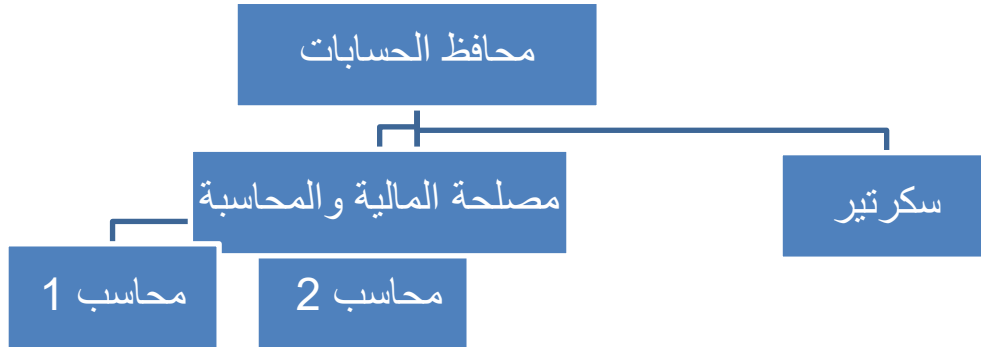 محافظ الحسابات
مصلحة المالية والمحاسبة
سكرتير
محاسب 1
محاسب 2